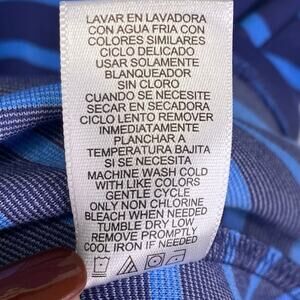 LAVAR EN LAVADORA
CON AGUA FRIA CON
COLORES SIMILARES
CICLO DELICADO
USAR SOLAMENTE
BLANQUEADOR
SIN CLORO
CUANDO SE NECESITE
SECAR EN SECADORA
CICLO LENTO REMOVER
INMEDIATAMENTE
PLANCHAR A
TEMPERATURA BAJITA
SI SE NECESITA
MACHINE WASH COLD
WITH LIKE COLORS
GENTLE CYCLE
ONLY NON CHLORINE
BLEACH WHEN NEEDED
TUMBLE DRY LOW
REMOVE PROMPTLY
COOL IRON IF NEEDED